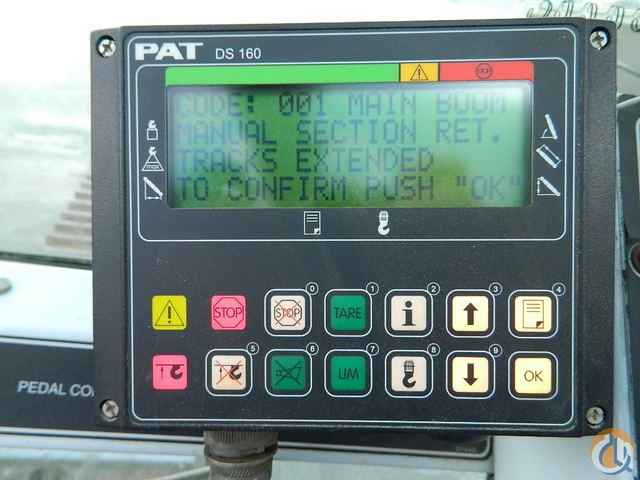 PAT DS 160
CODE: 001 MAIN BOOM
MANUAL SECTION RET.
TRACKS EXTENDED
TO CONFIRM PUSH "OK"
STOP STOP 0 TARE 1 i 2 3 4
5 6 LIM 7 8 9 OK
PEDAL CO